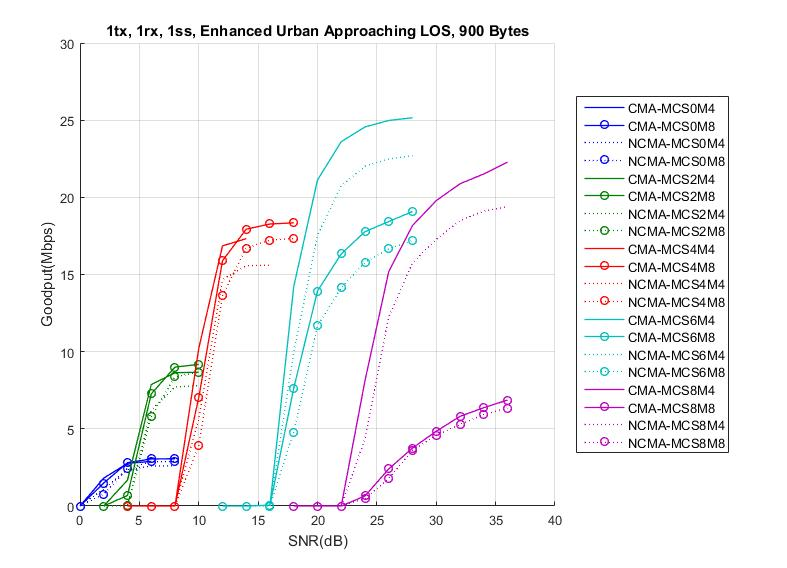 1tx, 1rx, 1ss, Enhanced Urban Approaching LOS, 900 Bytes
30
25
20
15
10
5
0
Goodput(Mbps)
0 5 10 15 20 25 30 35 40
SNR(dB)
CMA-MCS0M4
CMA-MCS0M8
NCMA-MCS0M4
NCMA-MCS0M8
CMA-MCS2M4
CMA-MCS2M8
NCMA-MCS2M4
NCMA-MCS2M8
CMA-MCS4M4
CMA-MCS4M8
NCMA-MCS4M4
NCMA-MCS4M8
CMA-MCS6M4
CMA-MCS6M8
NCMA-MCS6M4
NCMA-MCS6M8
CMA-MCS8M4
CMA-MCS8M8
NCMA-MCS8M4
NCMA-MCS8M8